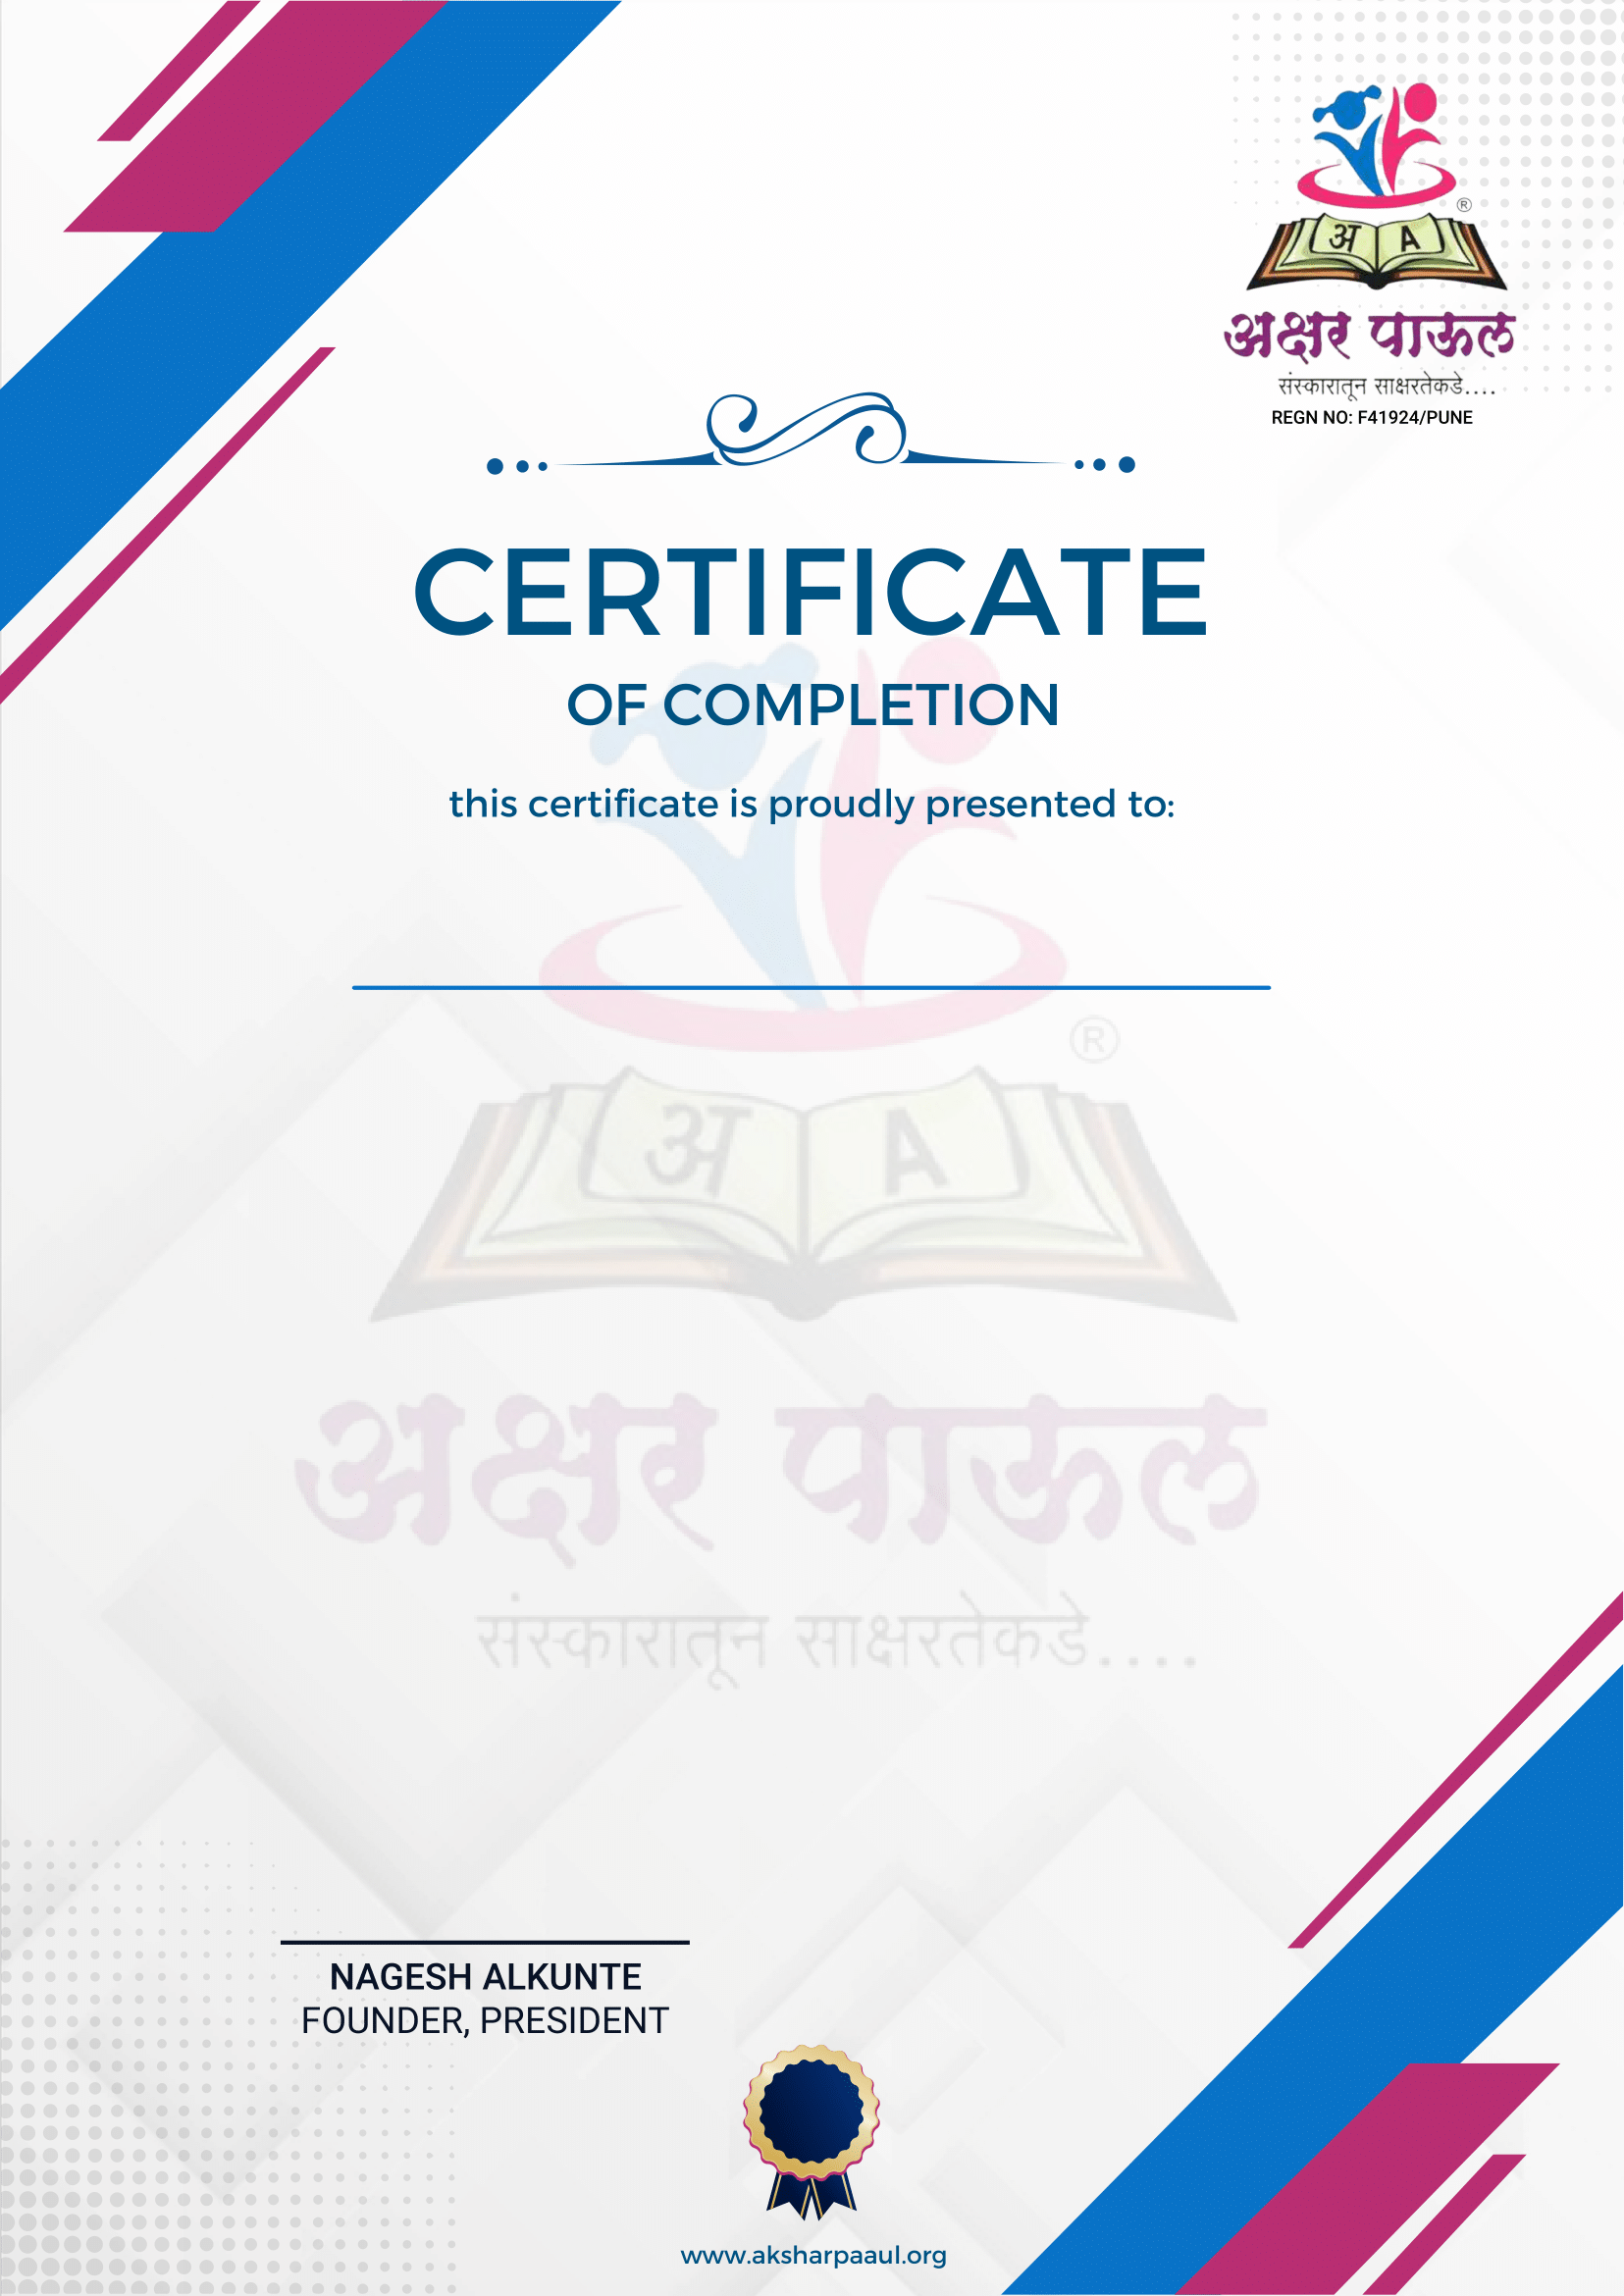 अ A
®
अक्षर पाऊल
संस्कारातून साक्षरतेकडे....
REGN NO: F41924/PUNE
CERTIFICATE
OF COMPLETION
this certificate is proudly presented to:
®
अ A
अक्षर पाऊल
संस्कारातून साक्षरतेकडे....
NAGESH ALKUNTE
FOUNDER, PRESIDENT
www.aksharpaaul.org